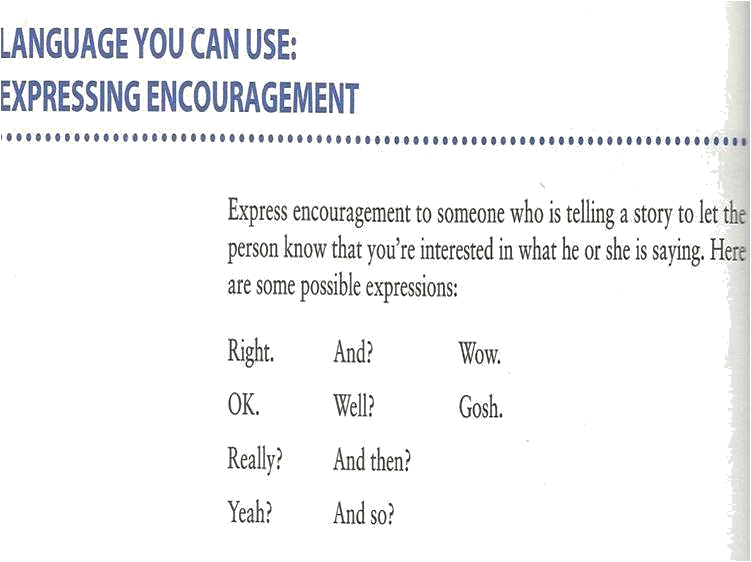 LANGUAGE YOU CAN USE:
EXPRESSING ENCOURAGEMENT
Express encouragement to someone who is telling a story to let the
person know that you're interested in what he or she is saying. Here
are some possible expressions:
Right. And? Wow.
OK. Well? Gosh.
Really? And then?
Yeah? And so?